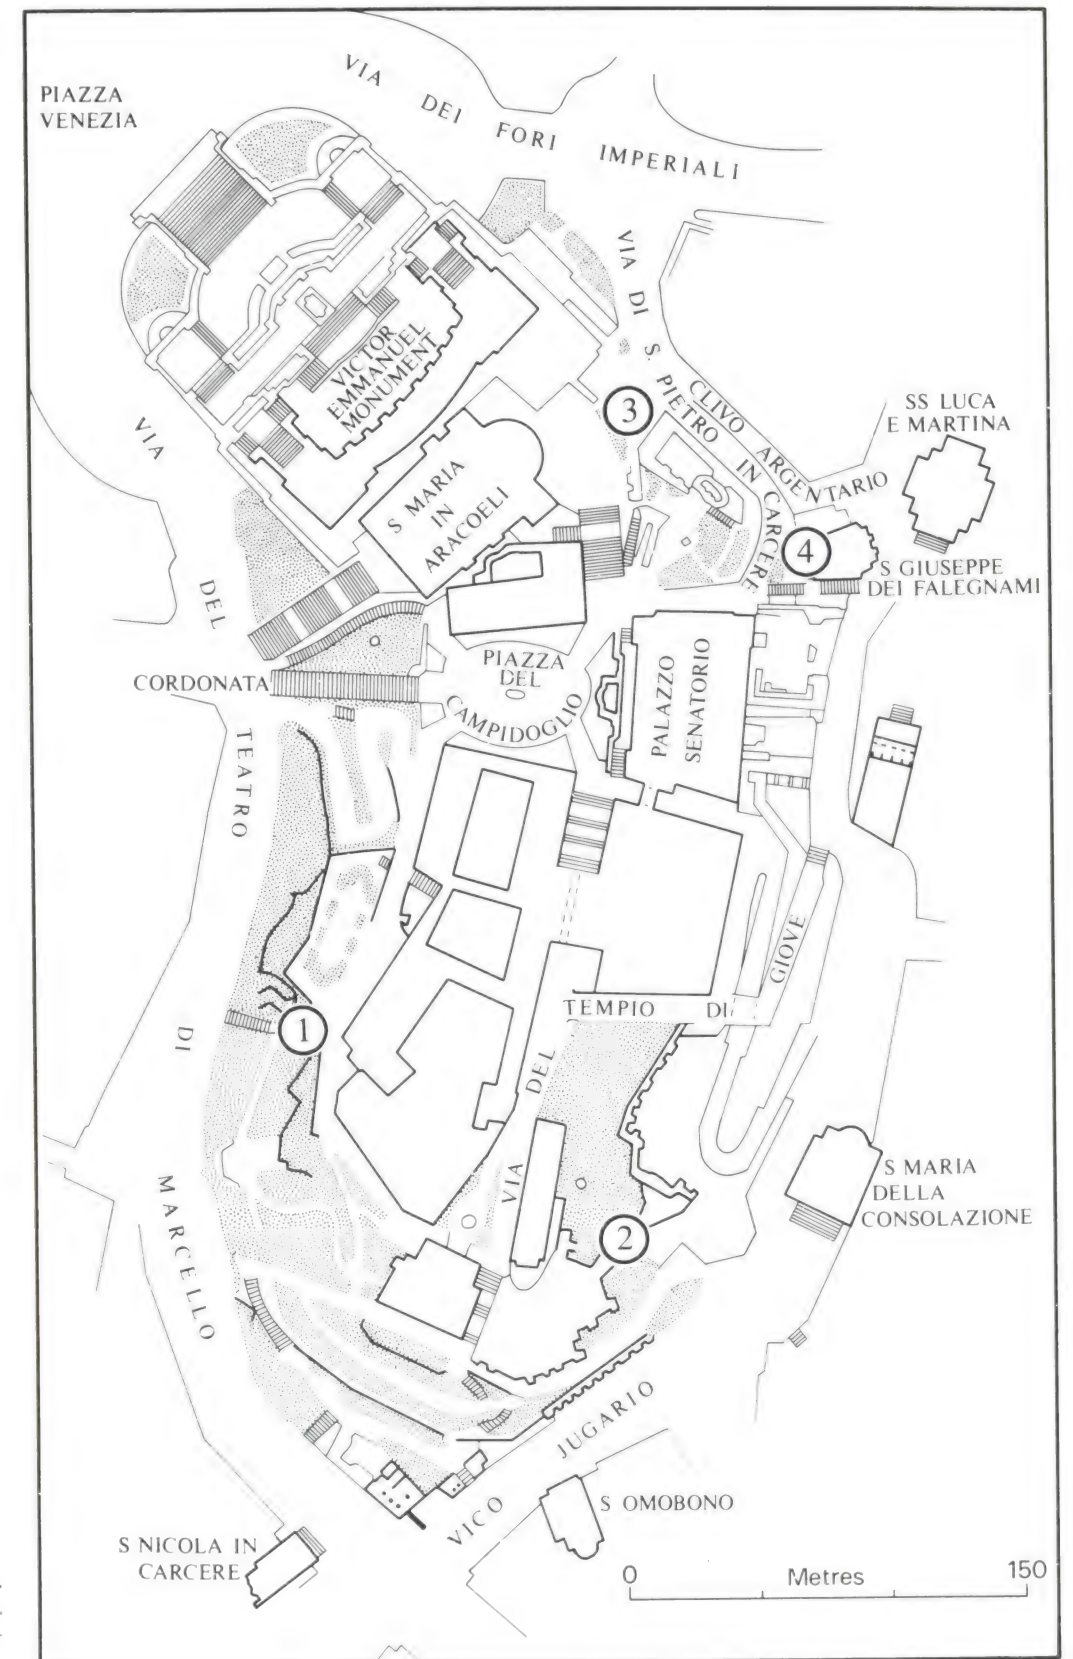 PIAZZA
VENEZIA
VIA DEI FORI IMPERIALI
VIA DI S. PIETRO IN CARCERE
CLIVO ARGENTARIO
SS LUCA
E MARTINA
VICTOR
EMMANUEL
MONUMENT
3
S MARIA
IN
ARACOELI
4
S GIUSEPPE
DEI FALEGNAMI
VIA DEL TEATRO DI MARCELLO
CORDONATA
PIAZZA
DEL
CAMPIDOGLIO
PALAZZO
SENATORIO
VIA DEL TEMPIO DI GIOVE
1
2
S MARIA
DELLA
CONSOLAZIONE
VICO JUGARIO
S OMOBONO
S NICOLA IN
CARCERE
0 Metres 150